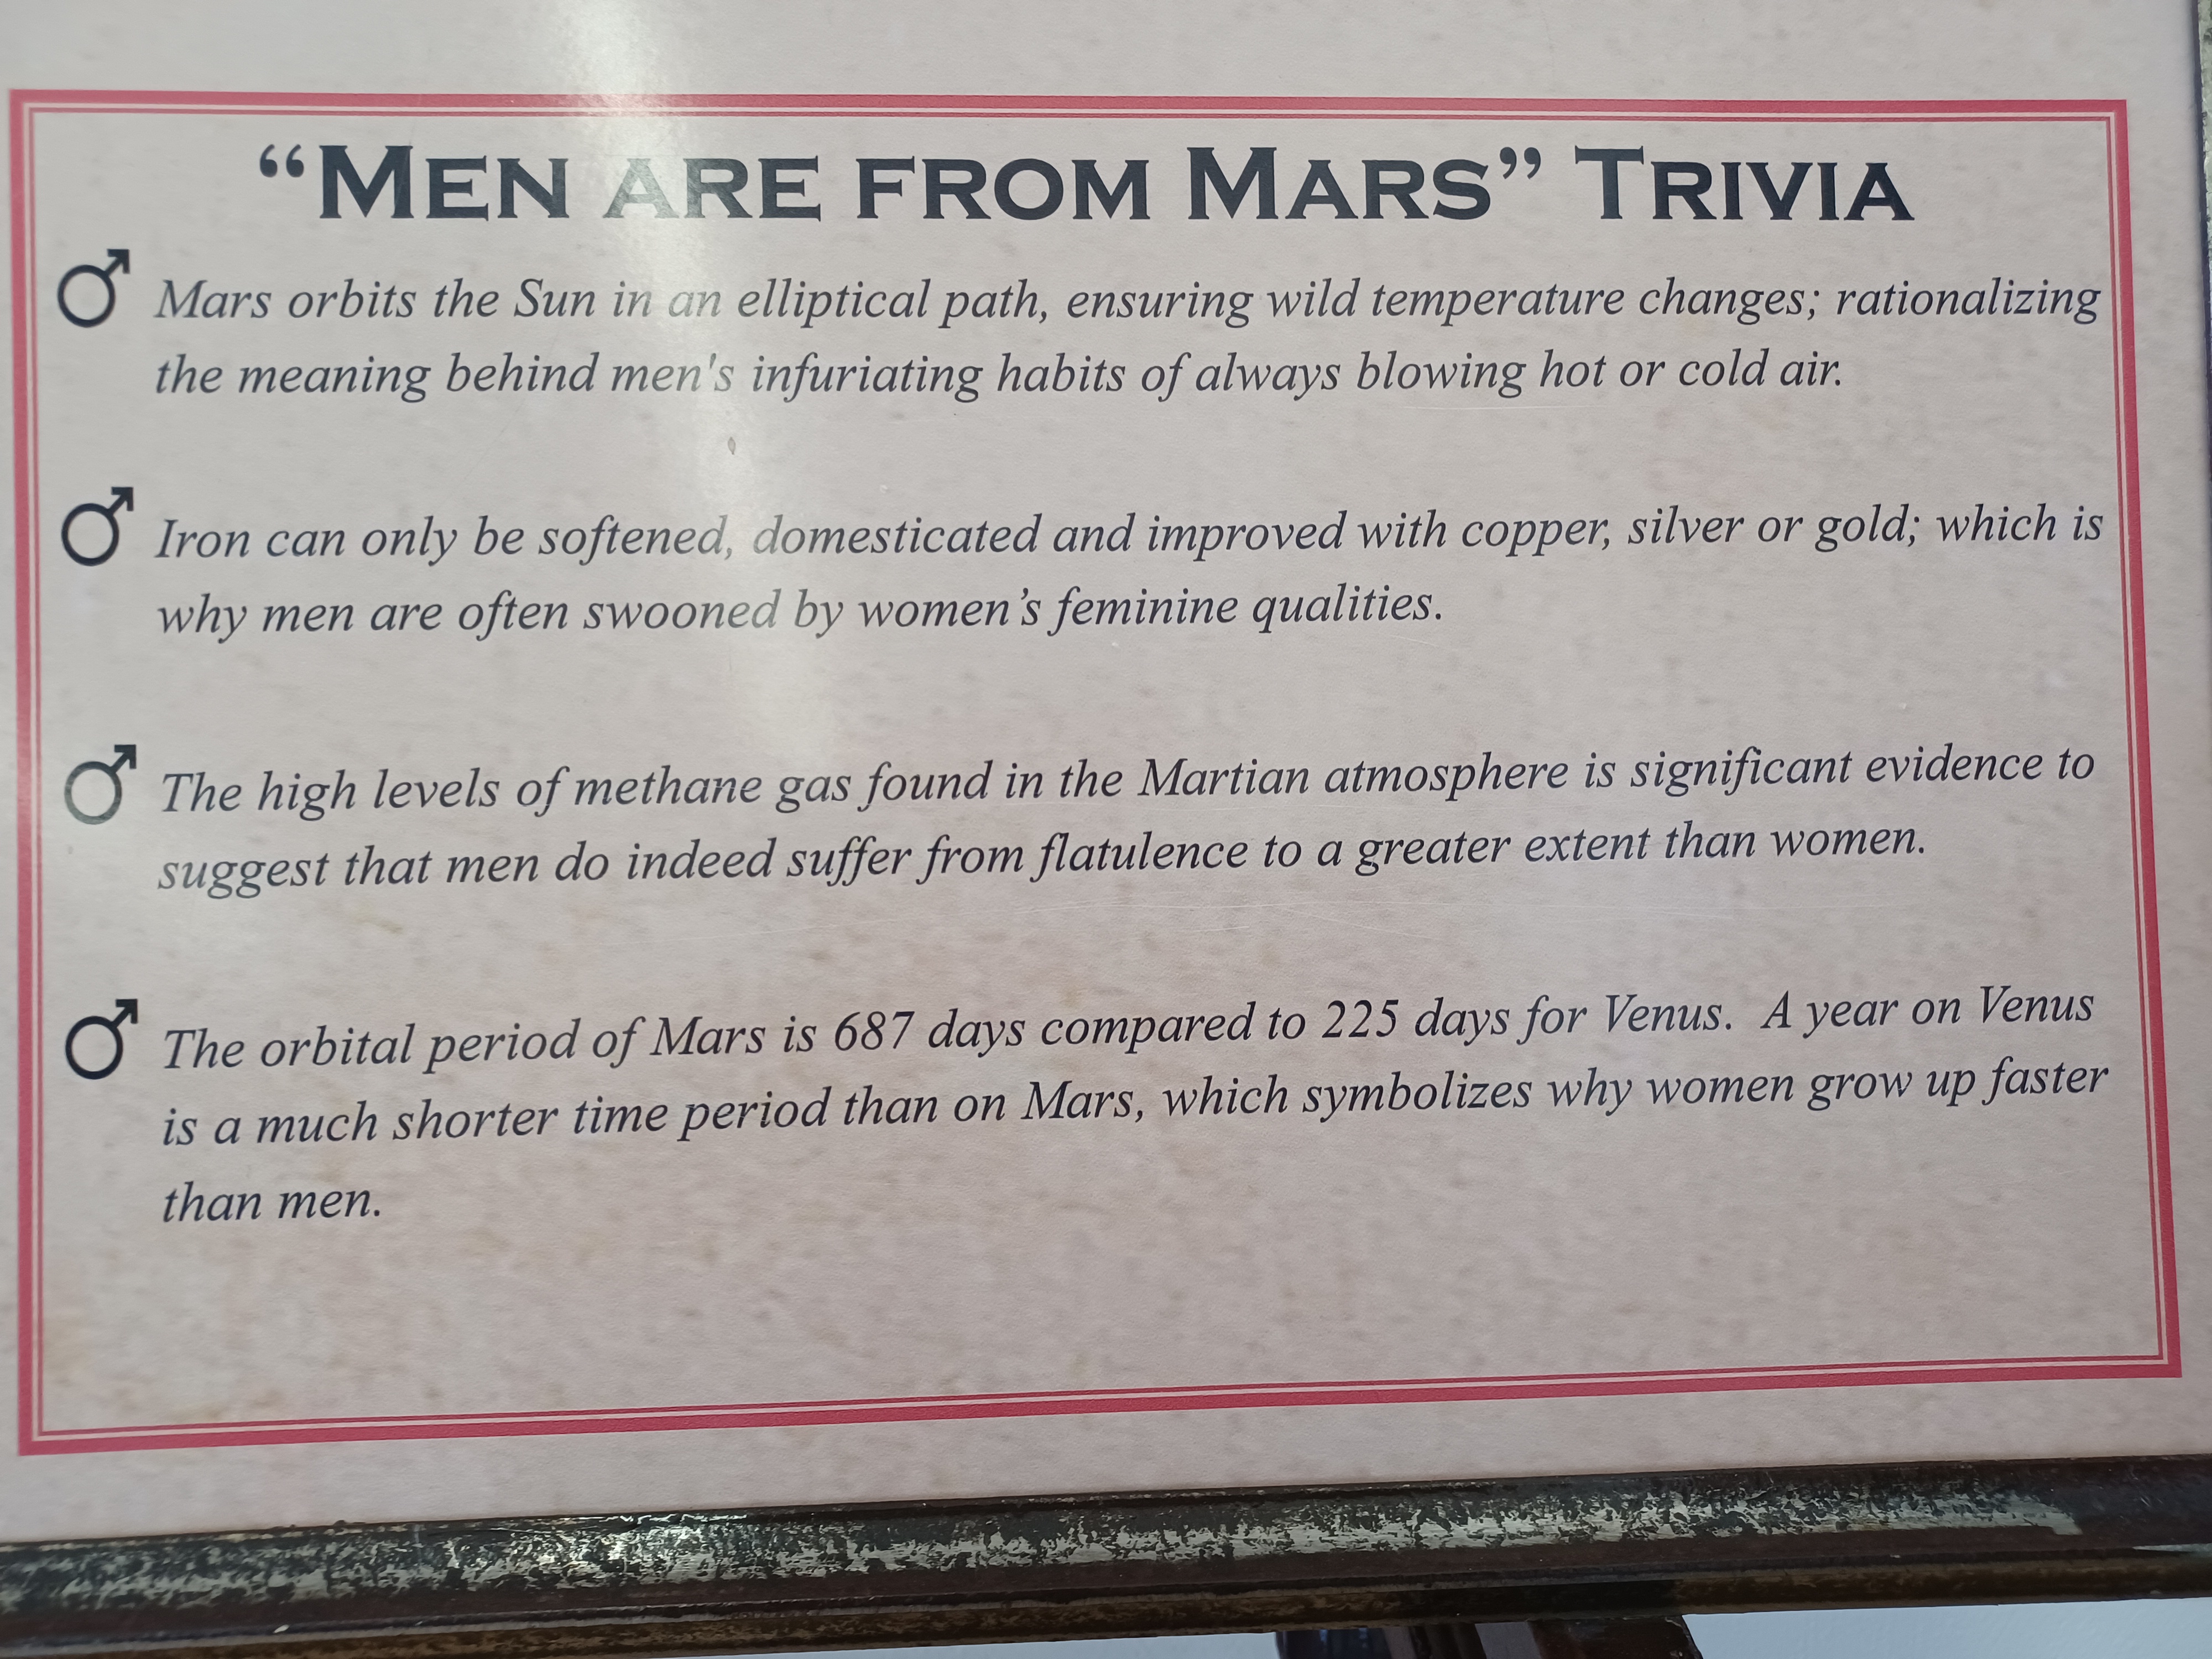 “MEN ARE FROM MARS” TRIVIA
♂ Mars orbits the Sun in an elliptical path, ensuring wild temperature changes; rationalizing
the meaning behind men's infuriating habits of always blowing hot or cold air.
♂ Iron can only be softened, domesticated and improved with copper, silver or gold; which is
why men are often swooned by women’s feminine qualities.
♂ The high levels of methane gas found in the Martian atmosphere is significant evidence to
suggest that men do indeed suffer from flatulence to a greater extent than women.
♂ The orbital period of Mars is 687 days compared to 225 days for Venus. A year on Venus
is a much shorter time period than on Mars, which symbolizes why women grow up faster
than men.